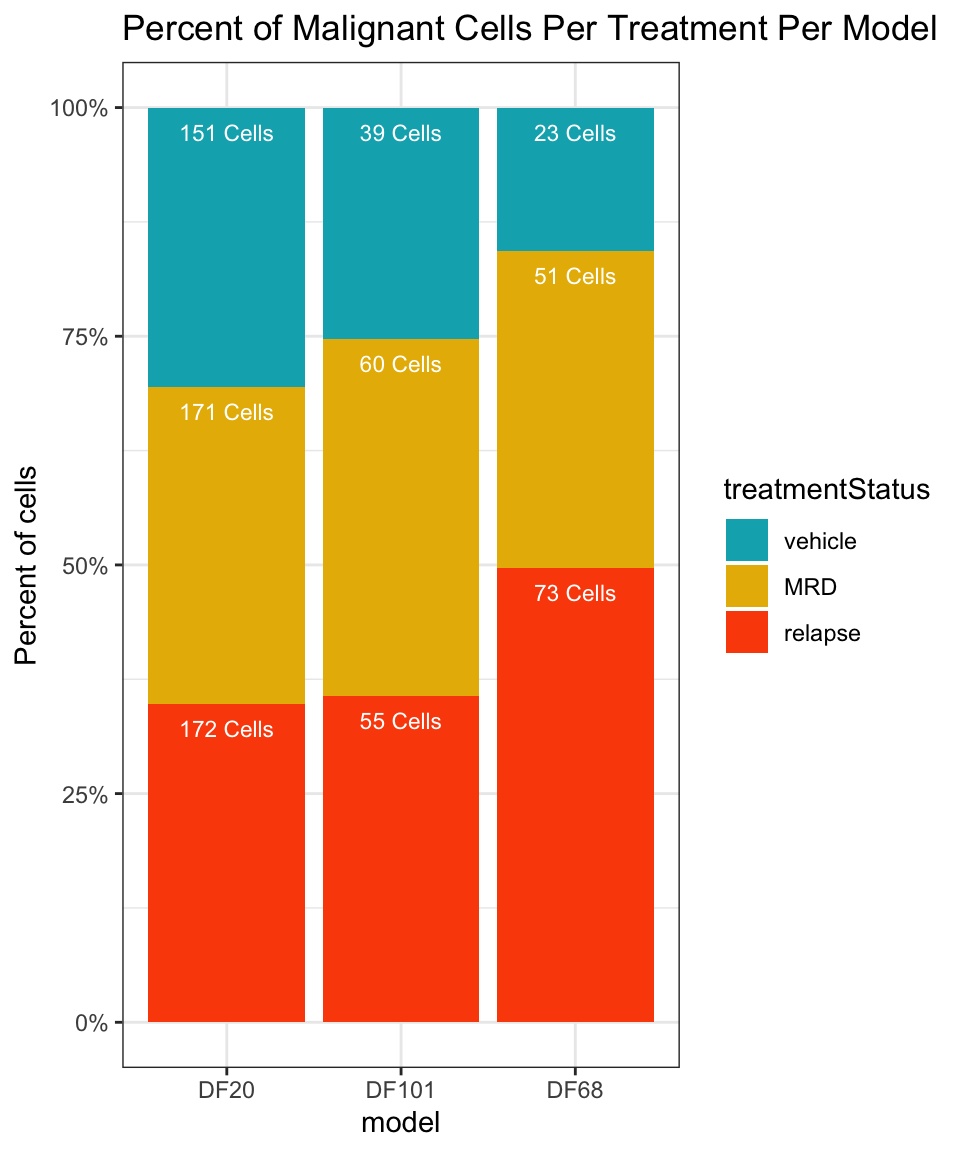 Percent of Malignant Cells Per Treatment Per Model
Percent of cells
100%
75%
50%
25%
0%
151 Cells
171 Cells
172 Cells
39 Cells
60 Cells
55 Cells
23 Cells
51 Cells
73 Cells
DF20
DF101
DF68
model
treatmentStatus
vehicle
MRD
relapse